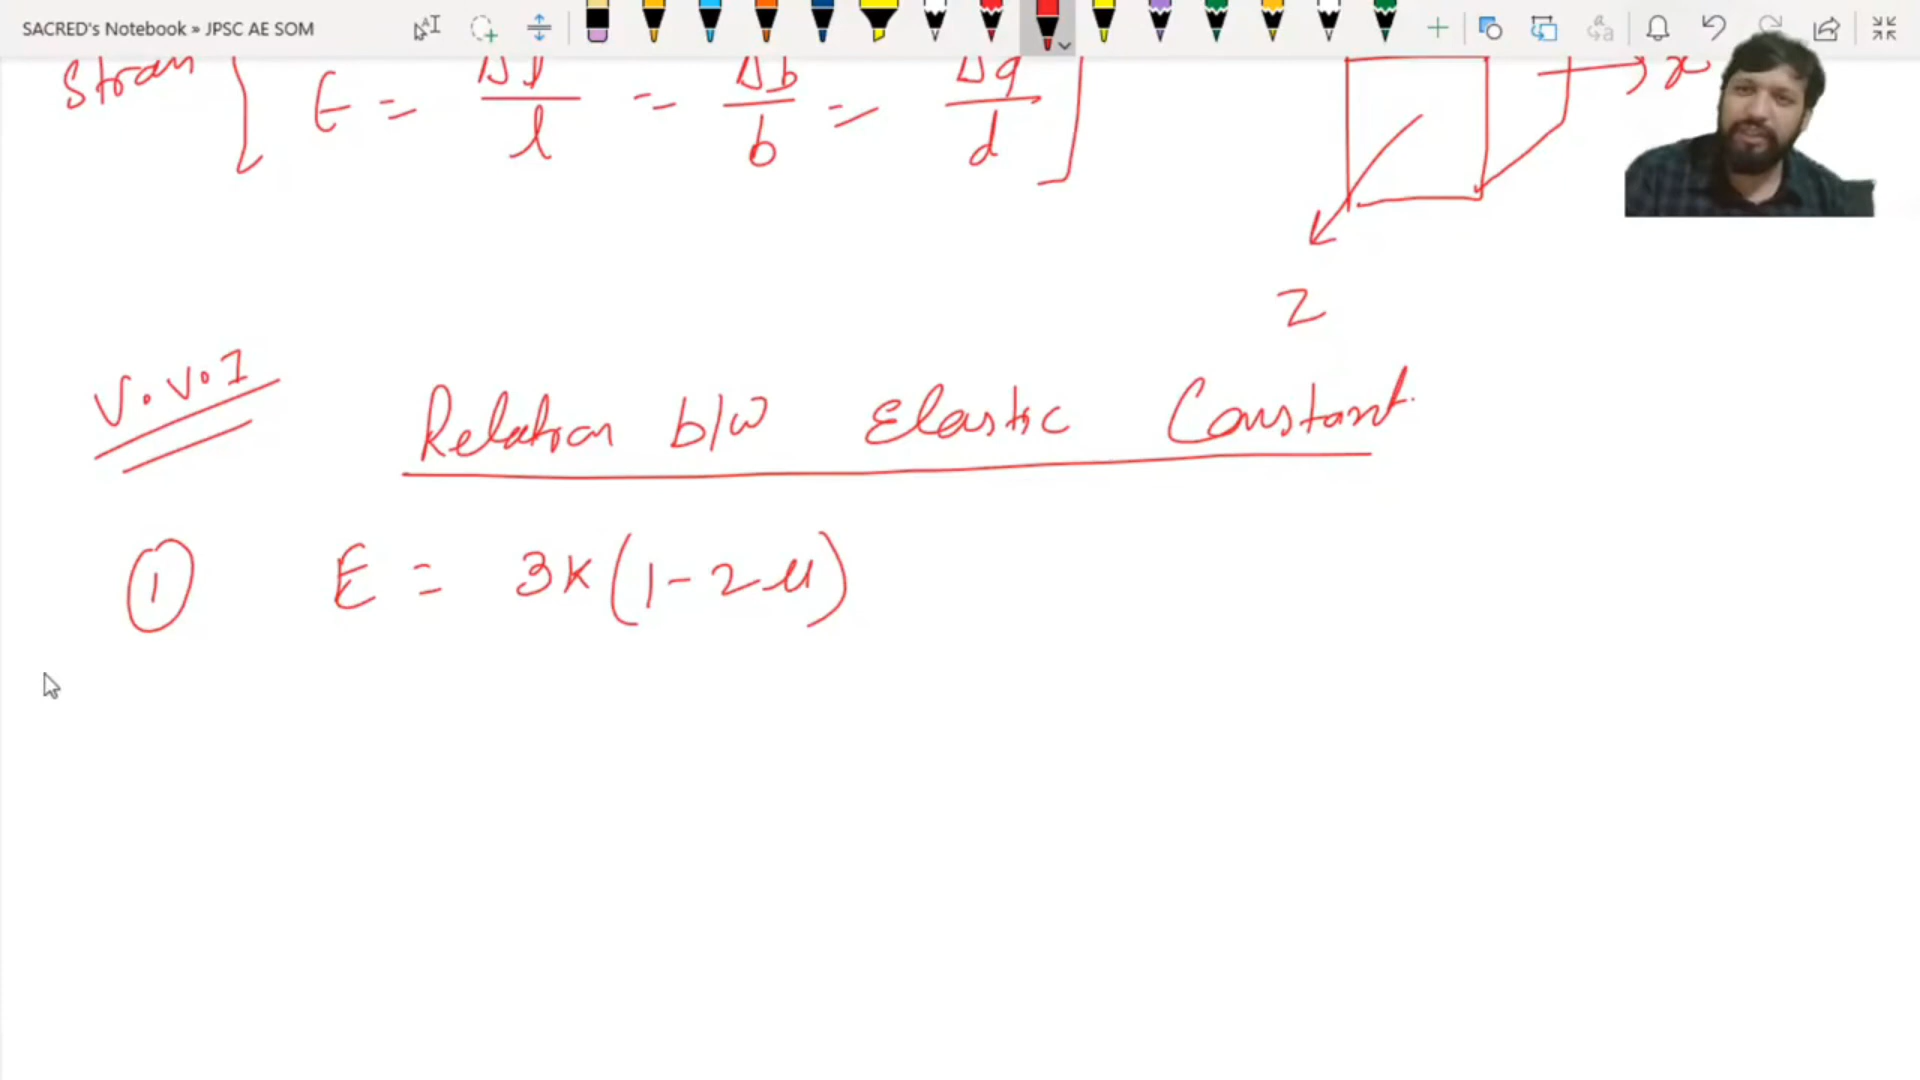 SACRED's Notebook » JPSC AE SOM
Strain [ E = Δl/l = Δb/b = Δd/d ]
x
Z
V.V.I
Relation b/w Elastic Constant.
① E = 3K(1-2μ)